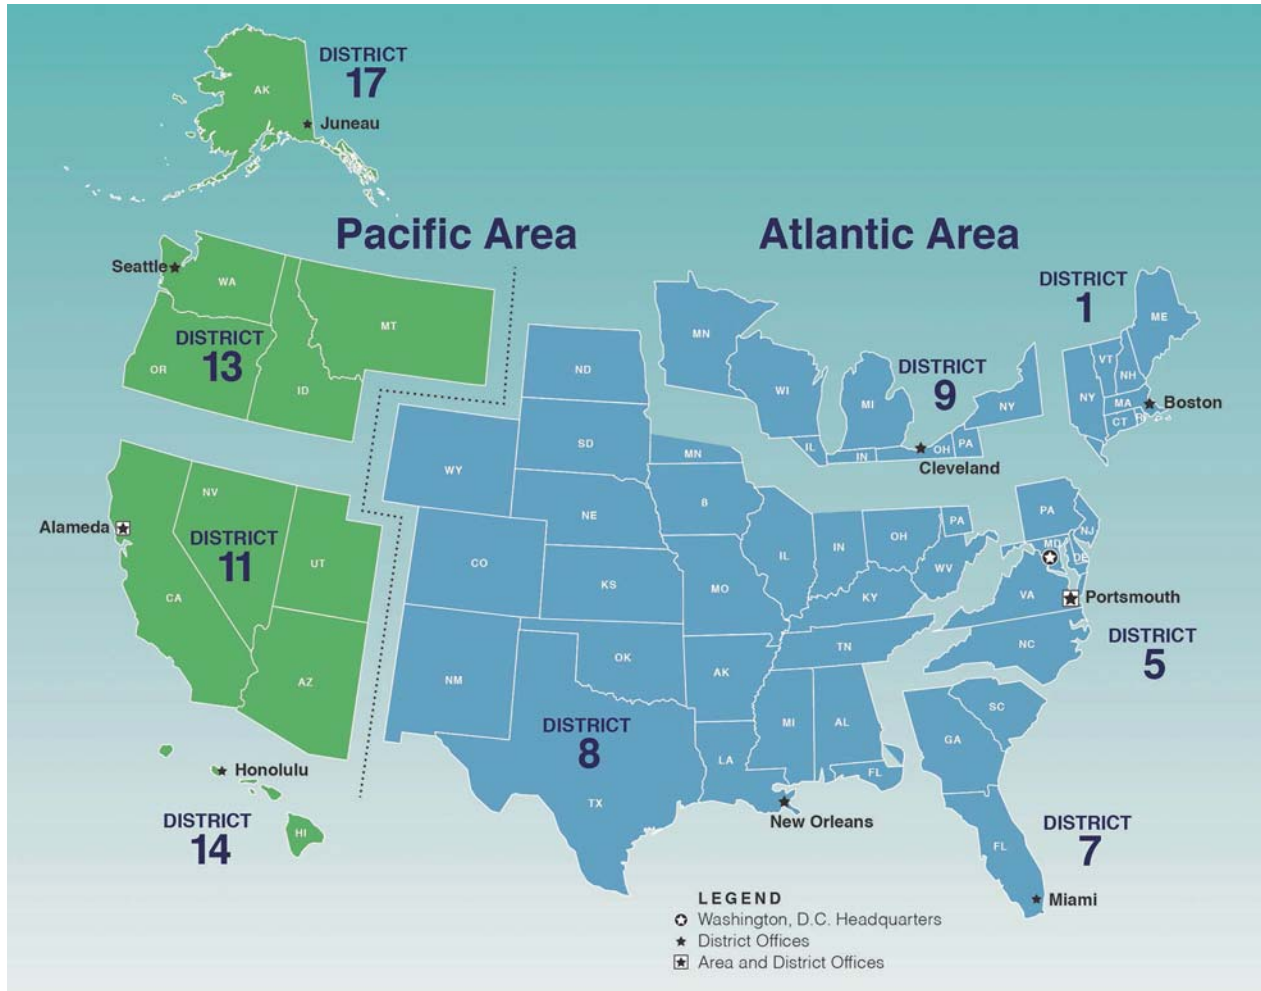 DISTRICT
17
AK
Juneau
Pacific Area
Atlantic Area
Seattle
WA
MT
OR
DISTRICT
13
ID
DISTRICT
1
ME
VT
NH
NY
MA
CT
R
Boston
MN
WI
MI
DISTRICT
9
NY
IL
IN
OH
PA
Cleveland
ND
SD
MN
WY
NE
B
Alameda
NV
DISTRICT
11
UT
CA
AZ
CO
KS
MO
IL
IN
OH
PA
WV
KY
PA
NJ
MD
DE
VA
Portsmouth
DISTRICT
5
NC
TN
NM
OK
AK
DISTRICT
8
TX
LA
MI
AL
FL
New Orleans
SC
GA
FL
DISTRICT
7
Miami
Honolulu
DISTRICT
14
HI
LEGEND
Washington, D.C. Headquarters
District Offices
Area and District Offices